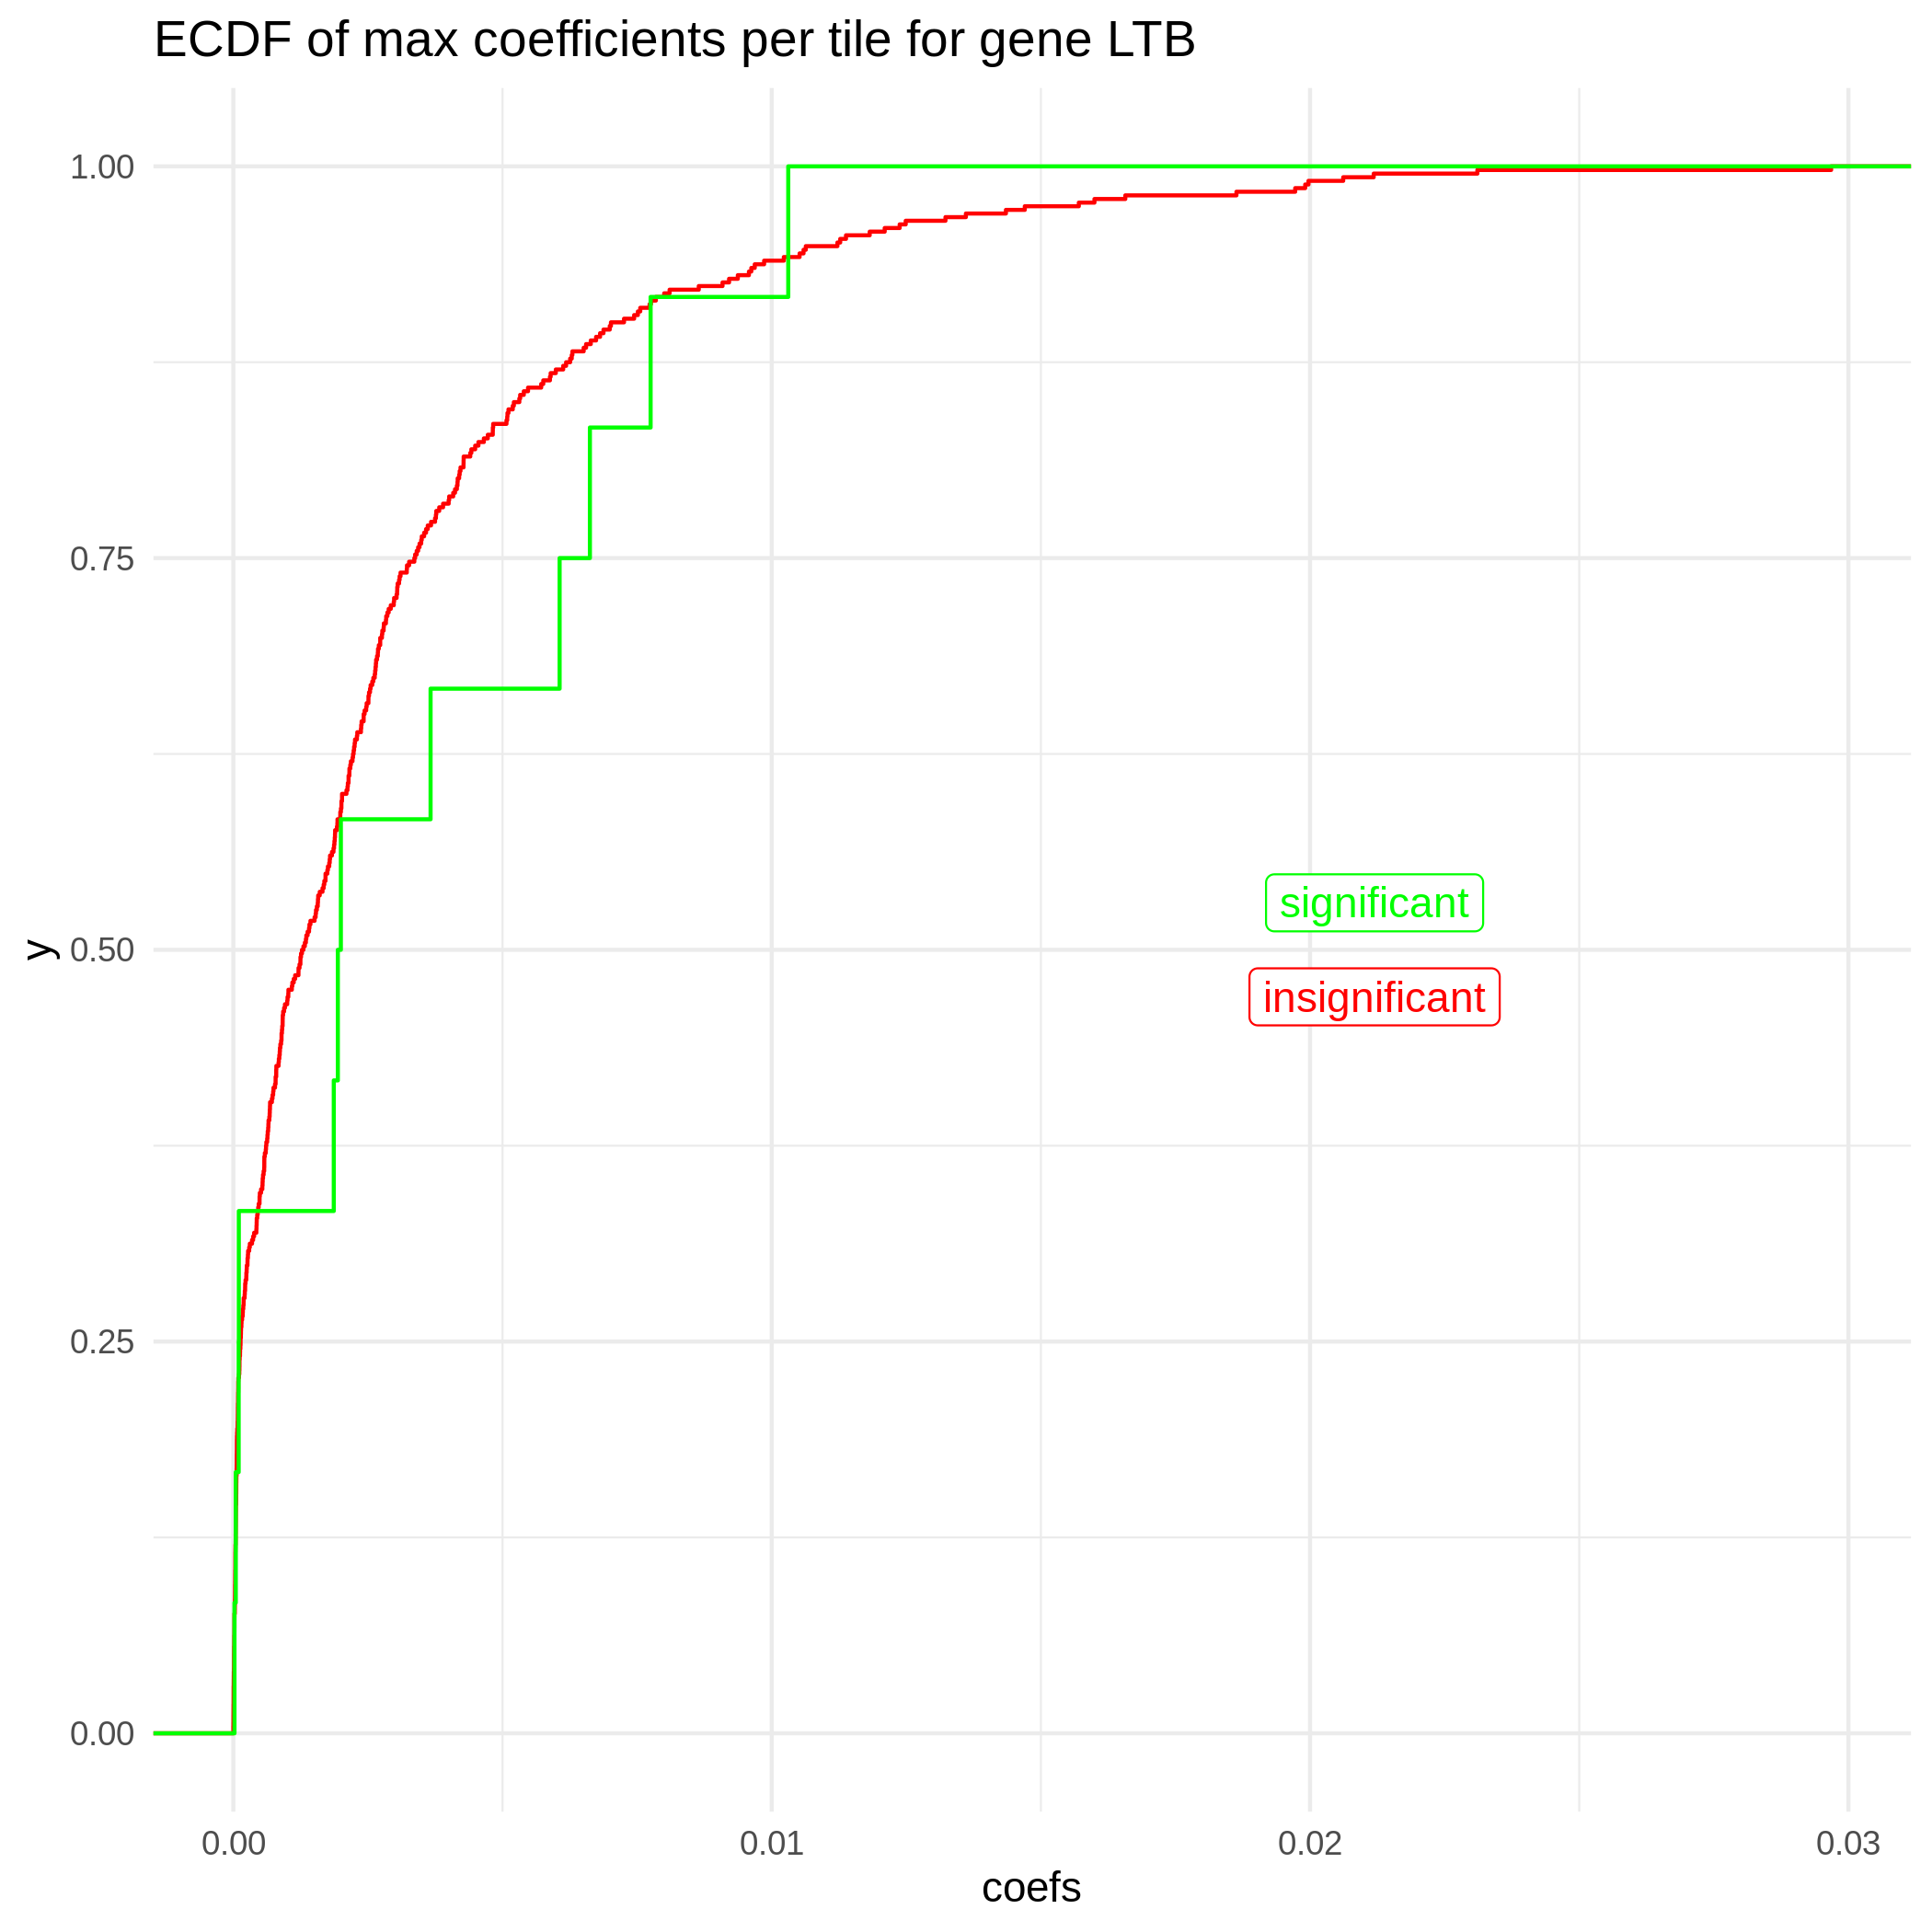 ECDF of max coefficients per tile for gene LTB
1.00
0.75
0.50
0.25
0.00
y
significant
insignificant
0.00 0.01 0.02 0.03
coefs